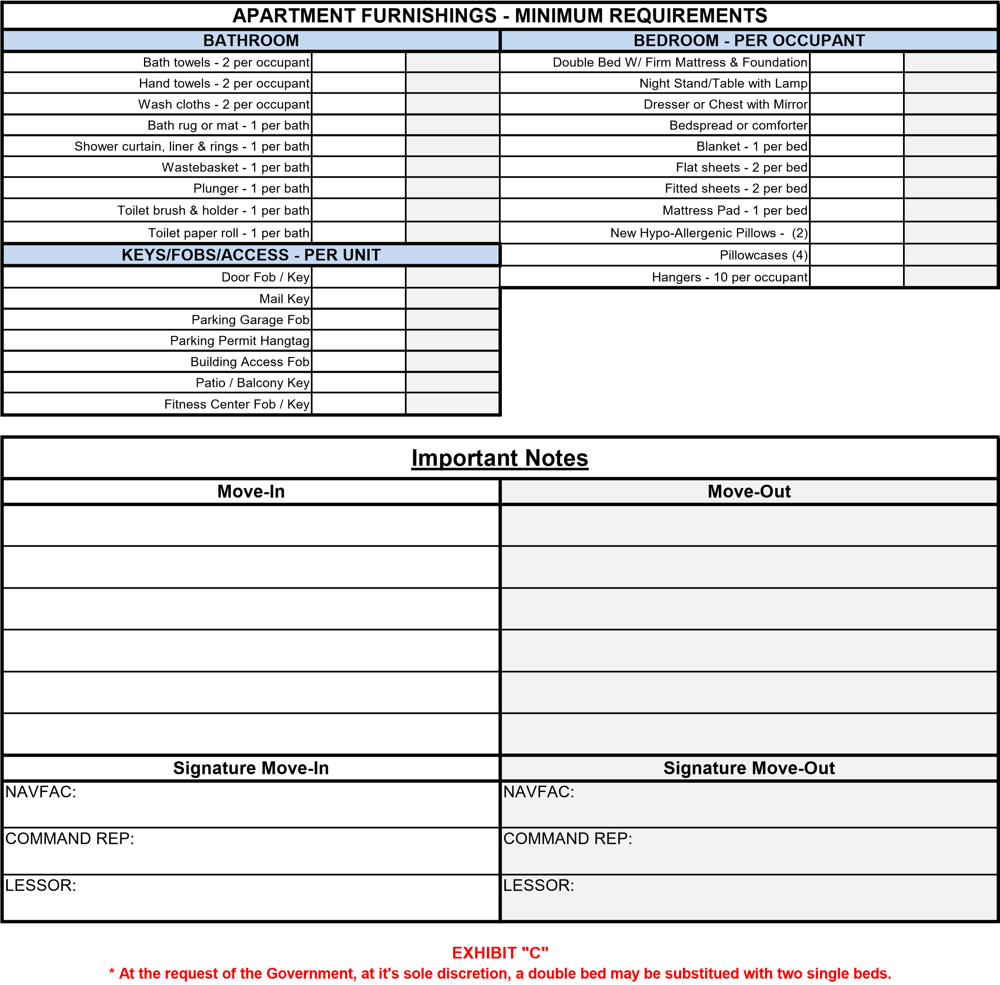 APARTMENT FURNISHINGS - MINIMUM REQUIREMENTS
BATHROOM
Bath towels - 2 per occupant
Hand towels - 2 per occupant
Wash cloths - 2 per occupant
Bath rug or mat - 1 per bath
Shower curtain, liner & rings - 1 per bath
Wastebasket - 1 per bath
Plunger - 1 per bath
Toilet brush & holder - 1 per bath
Toilet paper roll - 1 per bath
KEYS/FOBS/ACCESS - PER UNIT
Door Fob / Key
Mail Key
Parking Garage Fob
Parking Permit Hangtag
Building Access Fob
Patio / Balcony Key
Fitness Center Fob / Key
BEDROOM - PER OCCUPANT
Double Bed W/ Firm Mattress & Foundation
Night Stand/Table with Lamp
Dresser or Chest with Mirror
Bedspread or comforter
Blanket - 1 per bed
Flat sheets - 2 per bed
Fitted sheets - 2 per bed
Mattress Pad - 1 per bed
New Hypo-Allergenic Pillows -  (2)
Pillowcases (4)
Hangers - 10 per occupant
Important Notes
Move-In
Move-Out
Signature Move-In
Signature Move-Out
NAVFAC:
NAVFAC:
COMMAND REP:
COMMAND REP:
LESSOR:
LESSOR:
EXHIBIT "C"
* At the request of the Government, at it's sole discretion, a double bed may be substitued with two single beds.